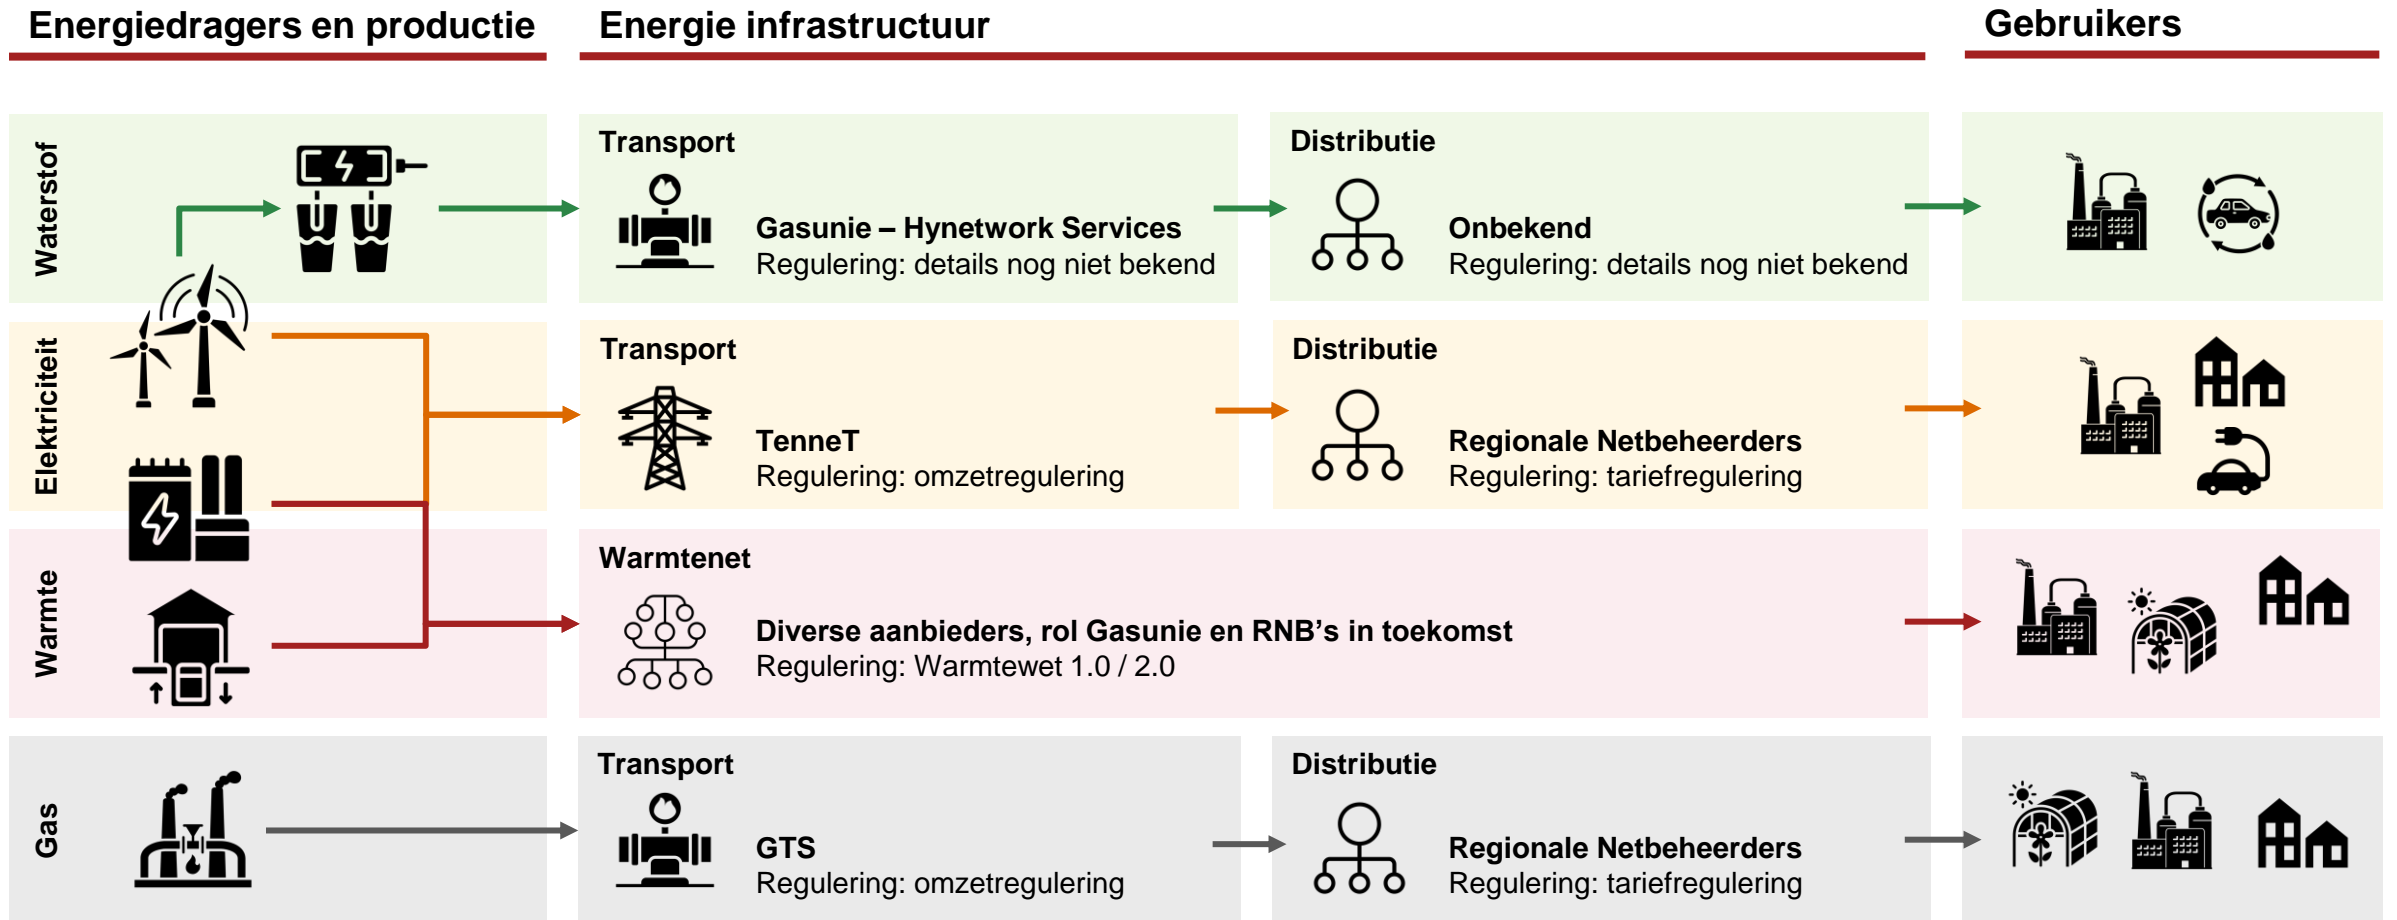 Energiedragers en productie
Energie infrastructuur
Gebruikers
Waterstof
Transport
Gasunie – Hynetwork Services
Regulering: details nog niet bekend
Distributie
Onbekend
Regulering: details nog niet bekend
Elektriciteit
Transport
TenneT
Regulering: omzetregulering
Distributie
Regionale Netbeheerders
Regulering: tariefregulering
Warmte
Warmtenet
Diverse aanbieders, rol Gasunie en RNB’s in toekomst
Regulering: Warmtewet 1.0 / 2.0
Gas
Transport
GTS
Regulering: omzetregulering
Distributie
Regionale Netbeheerders
Regulering: tariefregulering